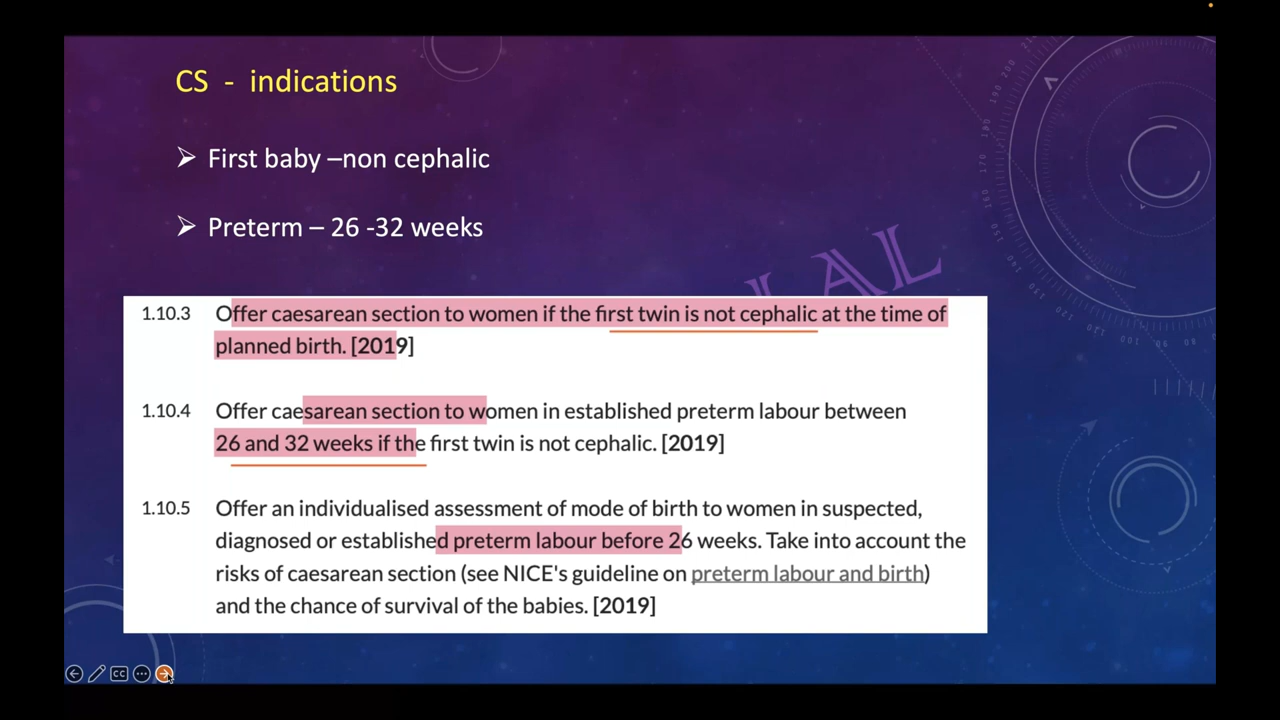 CS - indications
➢ First baby –non cephalic
➢ Preterm – 26 -32 weeks
1.10.3 Offer caesarean section to women if the first twin is not cephalic at the time of
planned birth. [2019]
1.10.4 Offer caesarean section to women in established preterm labour between
26 and 32 weeks if the first twin is not cephalic. [2019]
1.10.5 Offer an individualised assessment of mode of birth to women in suspected,
diagnosed or established preterm labour before 26 weeks. Take into account the
risks of caesarean section (see NICE's guideline on preterm labour and birth)
and the chance of survival of the babies. [2019]
CC